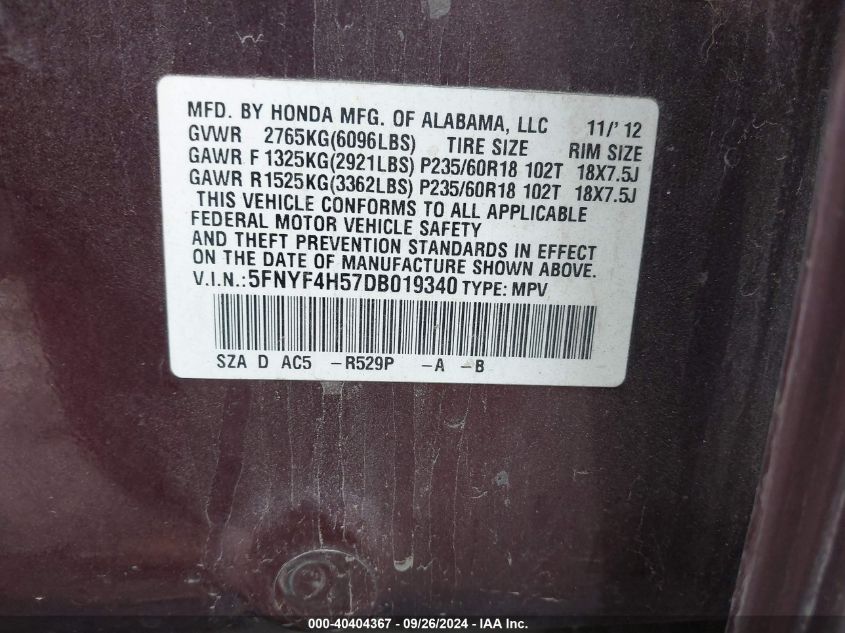 MFD. BY HONDA MFG. OF ALABAMA, LLC 11/' 12
GVWR 2765KG(6096LBS) TIRE SIZE RIM SIZE
GAWR F 1325KG(2921LBS) P235/60R18 102T 18X7.5J
GAWR R1525KG(3362LBS) P235/60R18 102T 18X7.5J
THIS VEHICLE CONFORMS TO ALL APPLICABLE
FEDERAL MOTOR VEHICLE SAFETY
AND THEFT PREVENTION STANDARDS IN EFFECT
ON THE DATE OF MANUFACTURE SHOWN ABOVE.
V.I.N.:5FNYF4H57DB019340 TYPE: MPV
SZA D AC5 -R529P -A -B
000-40404367 - 09/26/2024 - IAA Inc.